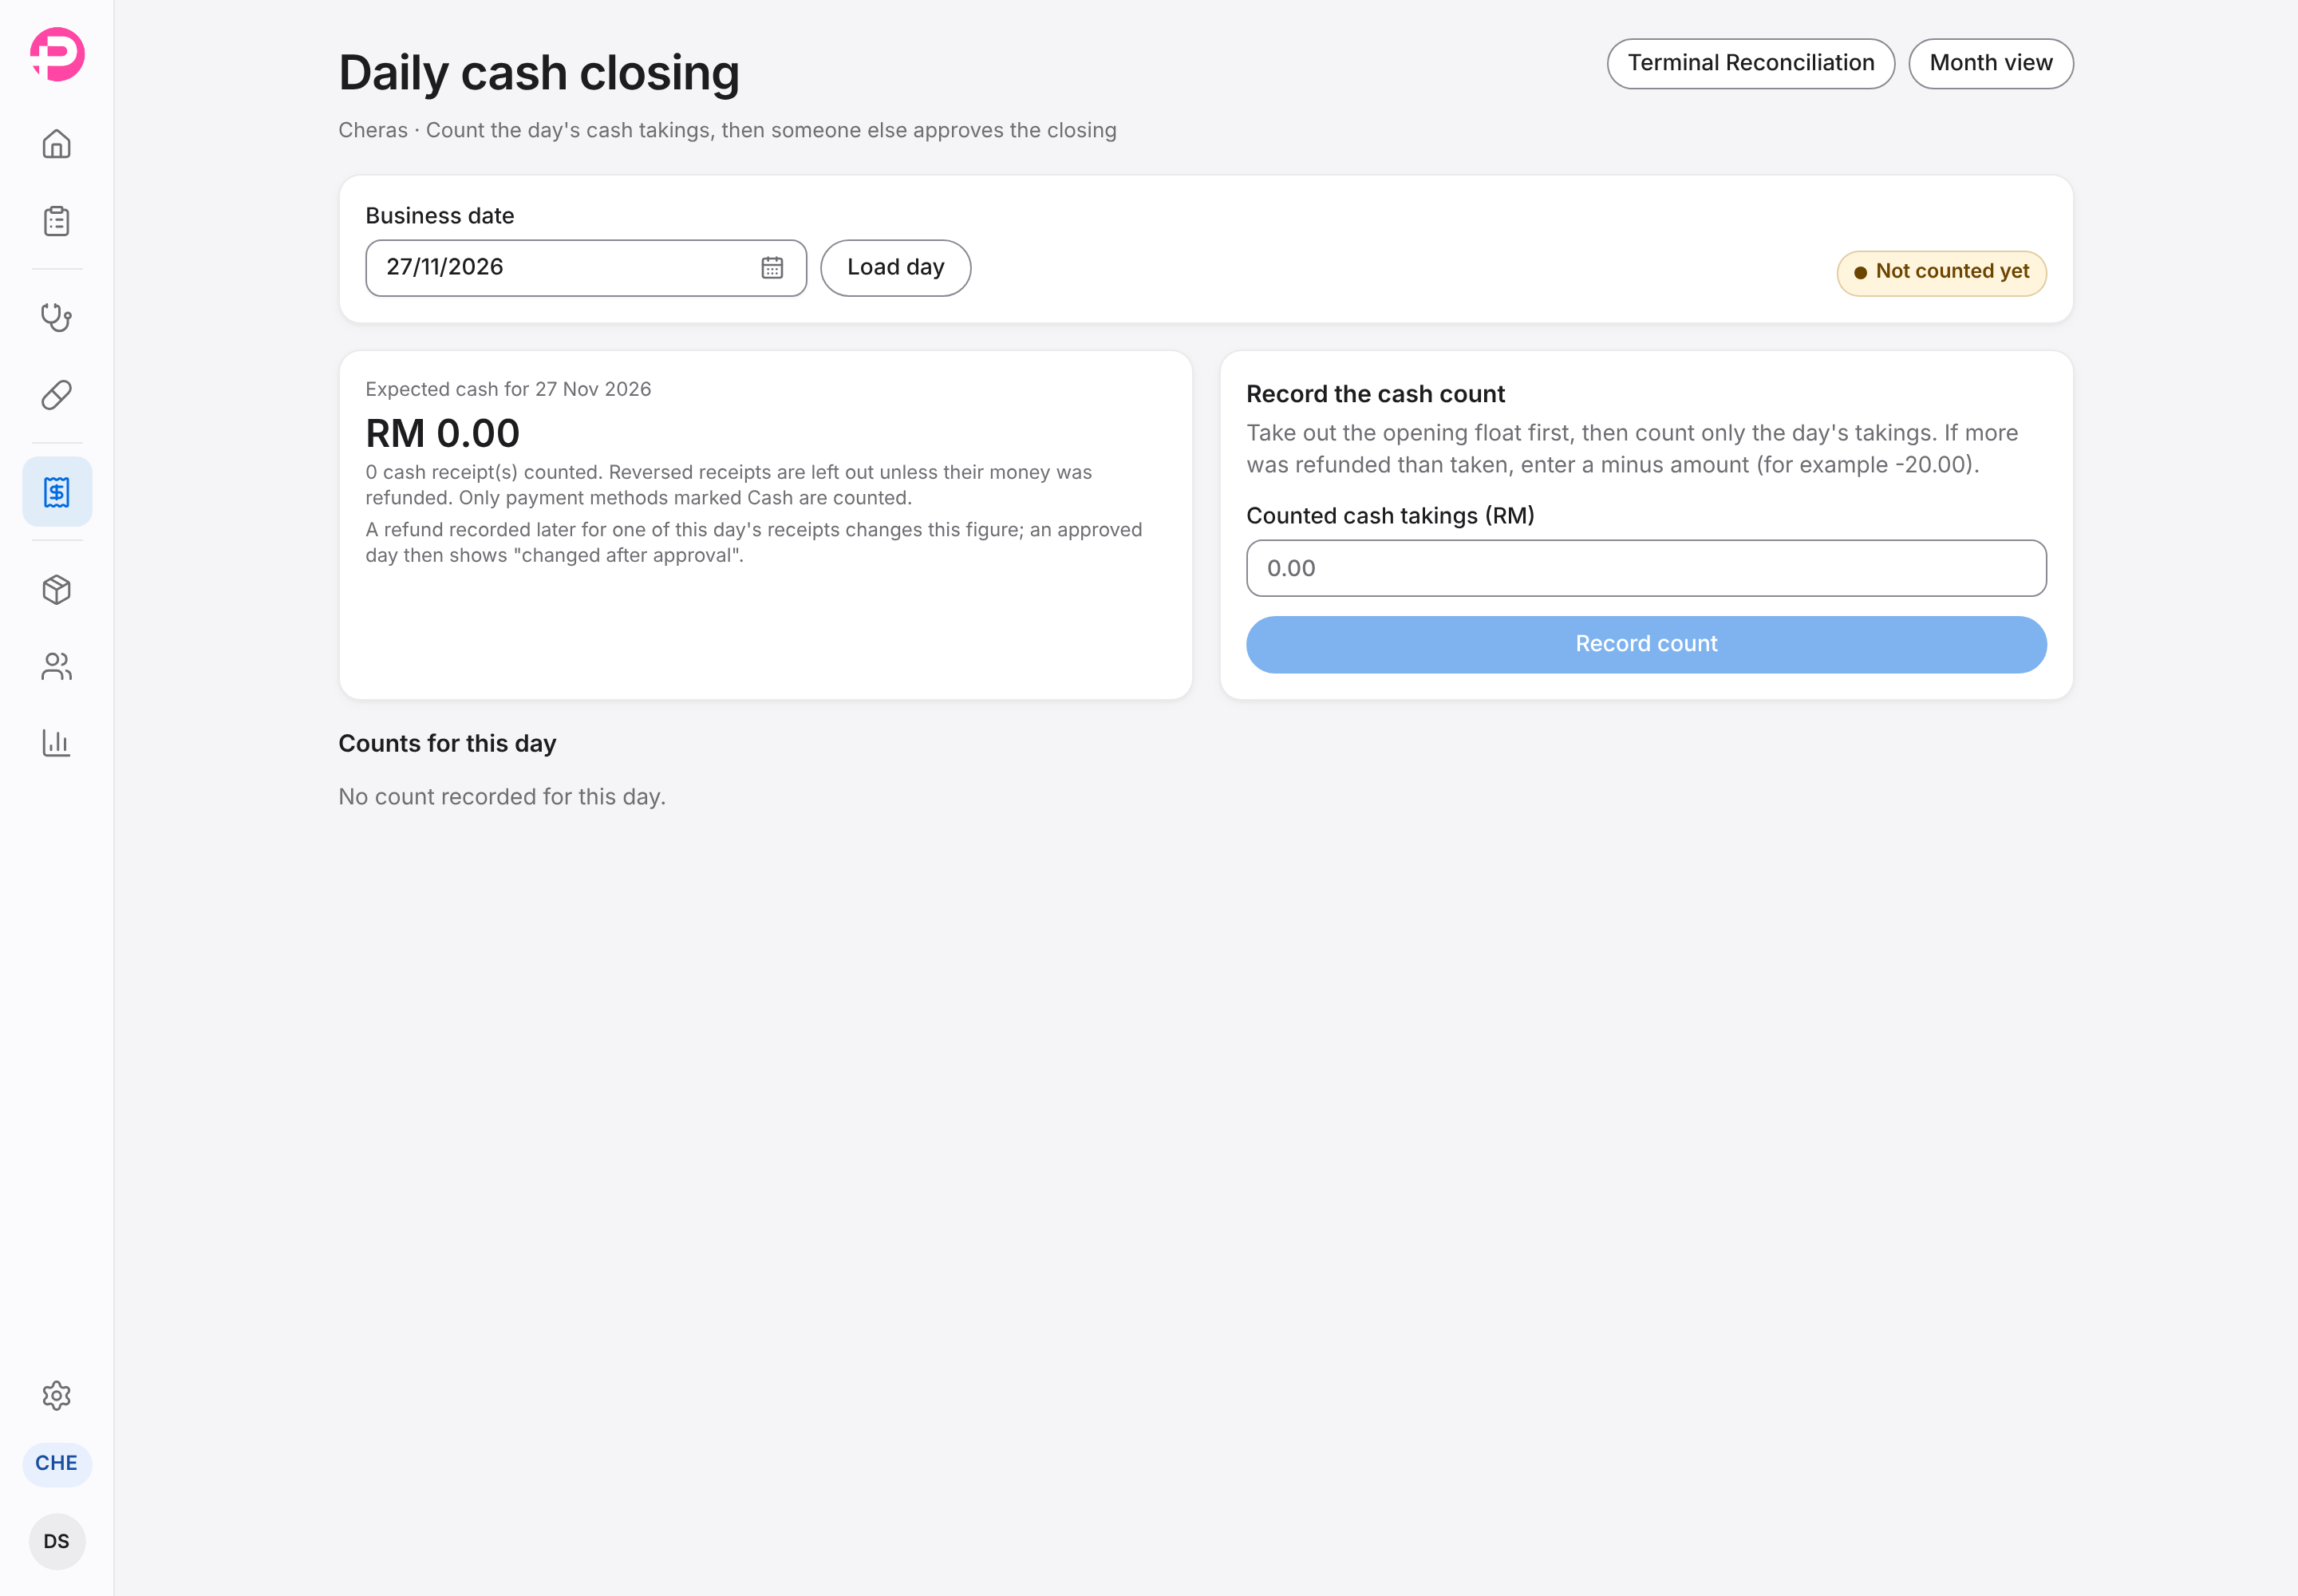 Daily cash closing
Terminal Reconciliation
Month view
Cheras · Count the day's cash takings, then someone else approves the closing
Business date
27/11/2026
Load day
Not counted yet
Expected cash for 27 Nov 2026
RM 0.00
0 cash receipt(s) counted. Reversed receipts are left out unless their money was
refunded. Only payment methods marked Cash are counted.
A refund recorded later for one of this day's receipts changes this figure; an approved
day then shows "changed after approval".
Record the cash count
Take out the opening float first, then count only the day's takings. If more
was refunded than taken, enter a minus amount (for example -20.00).
Counted cash takings (RM)
0.00
Record count
Counts for this day
No count recorded for this day.
CHE
DS